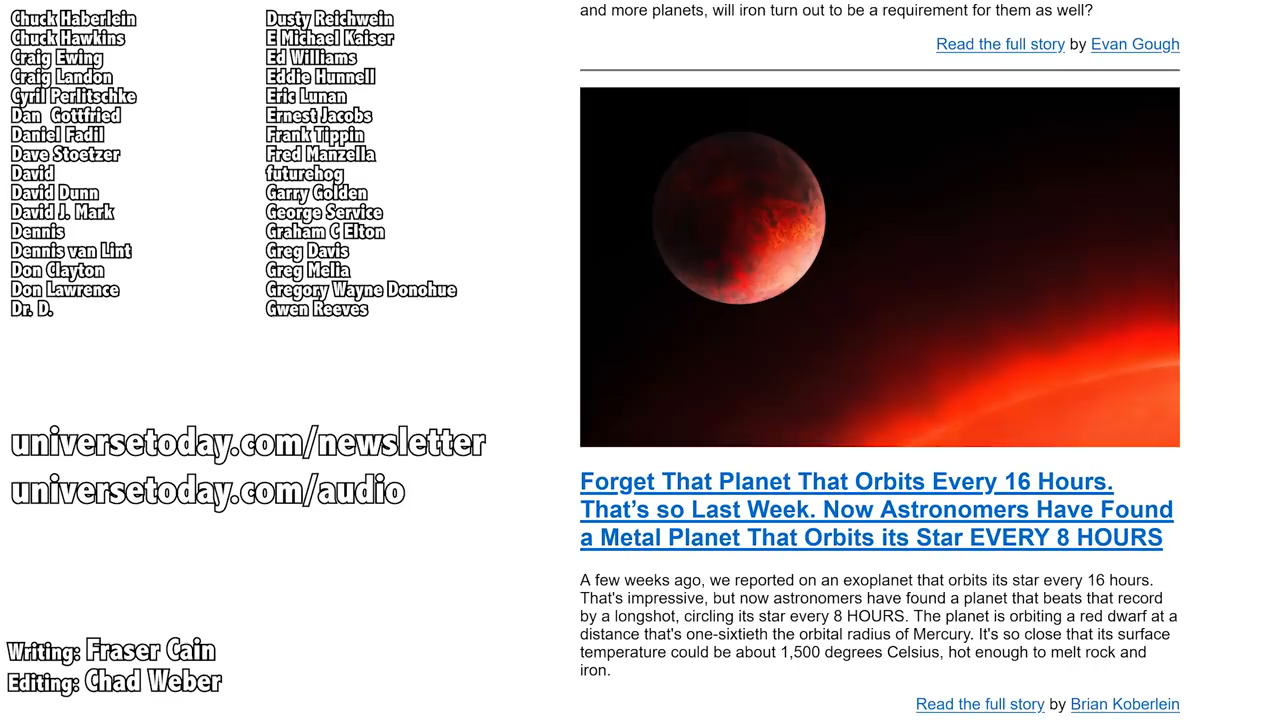 Chuck Haberlein
Chuck Hawkins
Craig Ewing
Craig Landon
Cyril Perlitschke
Dan Gottfried
Daniel Fadil
Dave Stoetzer
David
David Dunn
David J. Mark
Dennis
Dennis van Lint
Don Clayton
Don Lawrence
Dr. D.
Dusty Reichwein
E Michael Kaiser
Ed Williams
Eddie Hunnell
Eric Lunan
Ernest Jacobs
Frank Tippin
Fred Manzella
futurehog
Garry Golden
George Service
Graham C Elton
Greg Davis
Greg Melia
Gregory Wayne Donohue
Gwen Reeves
universetoday.com/newsletter
universetoday.com/audio
Writing: Fraser Cain
Editing: Chad Weber
and more planets, will iron turn out to be a requirement for them as well?
Read the full story by Evan Gough
Forget That Planet That Orbits Every 16 Hours.
That’s so Last Week. Now Astronomers Have Found
a Metal Planet That Orbits its Star EVERY 8 HOURS
A few weeks ago, we reported on an exoplanet that orbits its star every 16 hours.
That's impressive, but now astronomers have found a planet that beats that record
by a longshot, circling its star every 8 HOURS. The planet is orbiting a red dwarf at a
distance that's one-sixtieth the orbital radius of Mercury. It's so close that its surface
temperature could be about 1,500 degrees Celsius, hot enough to melt rock and
iron.
Read the full story by Brian Koberlein